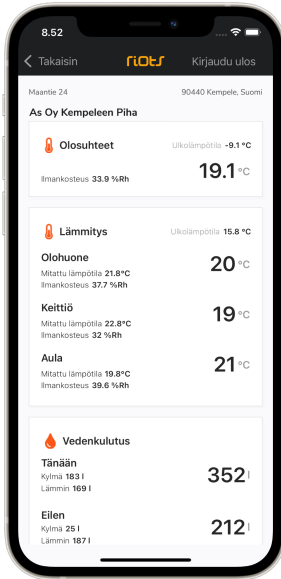 8.52
Takaisin riots Kirjaudu ulos
Maantie 24 90440 Kempele, Suomi
As Oy Kempeleen Piha
Olosuhteet Ulkolämpötila -9.1 °C
19.1 °C
Ilmankosteus 33.9 %Rh
Lämmitys Ulkolämpötila 15.8 °C
Olohuone
20 °C
Mitattu lämpötila 21.8°C
Ilmankosteus 37.7 %Rh
Keittiö
19 °C
Mitattu lämpötila 22.8°C
Ilmankosteus 32 %Rh
Aula
21 °C
Mitattu lämpötila 19.8°C
Ilmankosteus 39.6 %Rh
Vedenkulutus
Tänään
352 l
Kylmä 183 l
Lämmin 169 l
Eilen
212 l
Kylmä 25 l
Lämmin 187 l